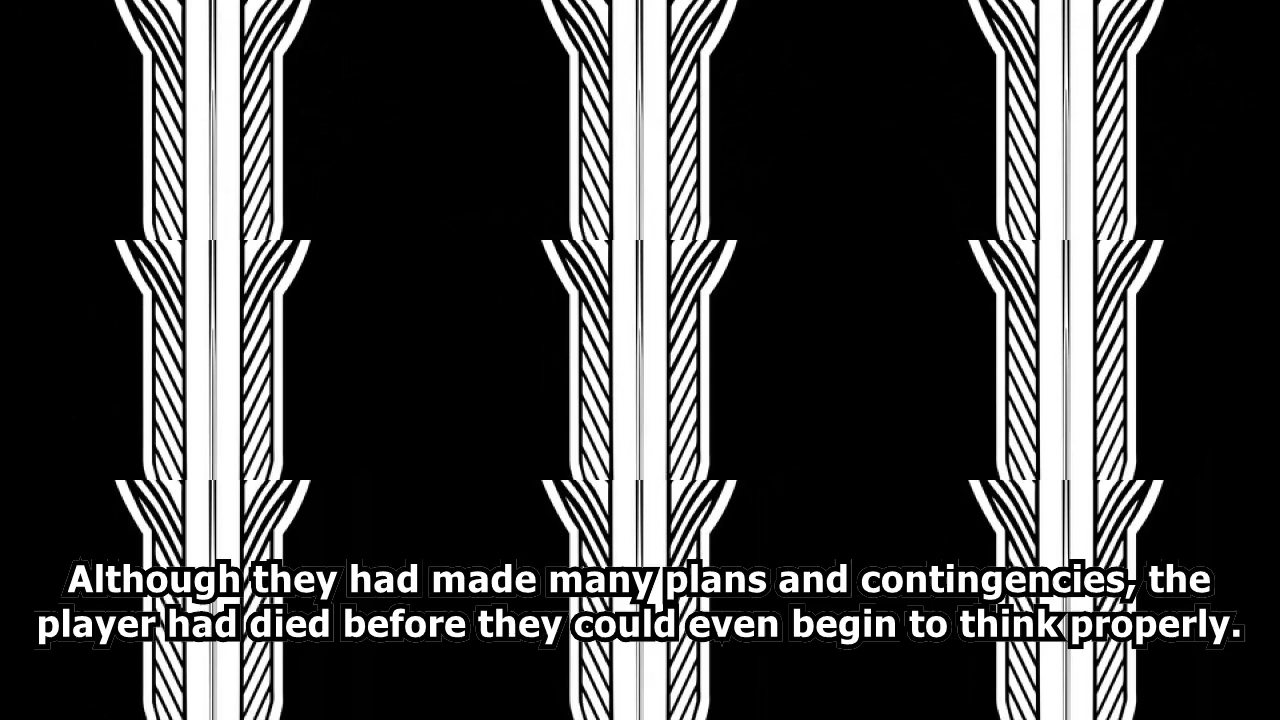 Although they had made many plans and contingencies, the
player had died before they could even begin to think properly.